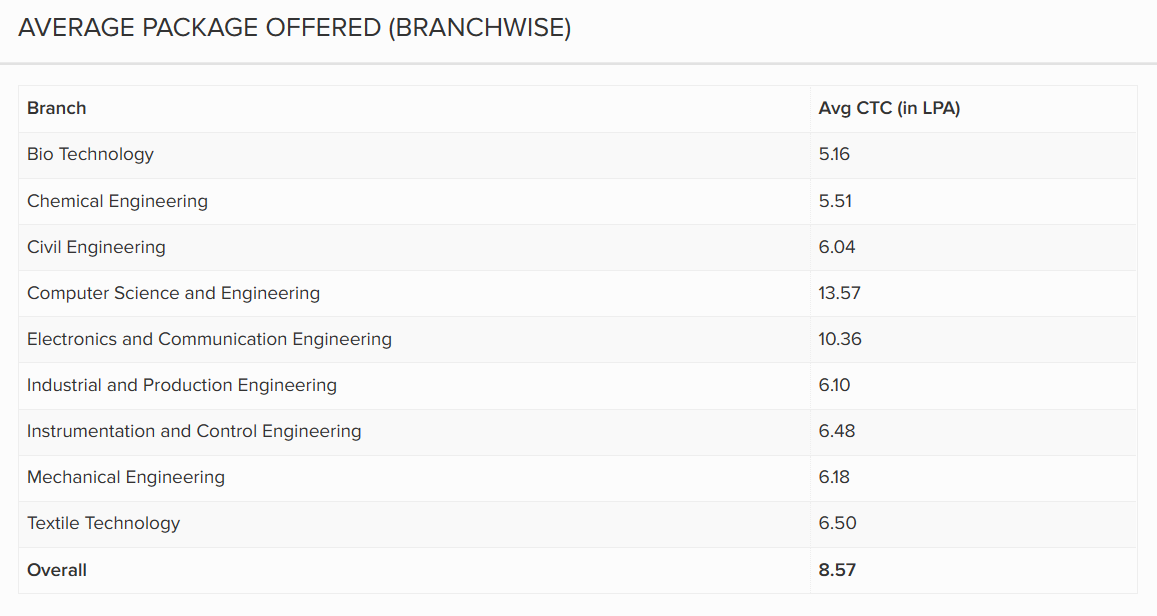 AVERAGE PACKAGE OFFERED (BRANCHWISE)
Branch Avg CTC (in LPA)
Bio Technology 5.16
Chemical Engineering 5.51
Civil Engineering 6.04
Computer Science and Engineering 13.57
Electronics and Communication Engineering 10.36
Industrial and Production Engineering 6.10
Instrumentation and Control Engineering 6.48
Mechanical Engineering 6.18
Textile Technology 6.50
Overall 8.57